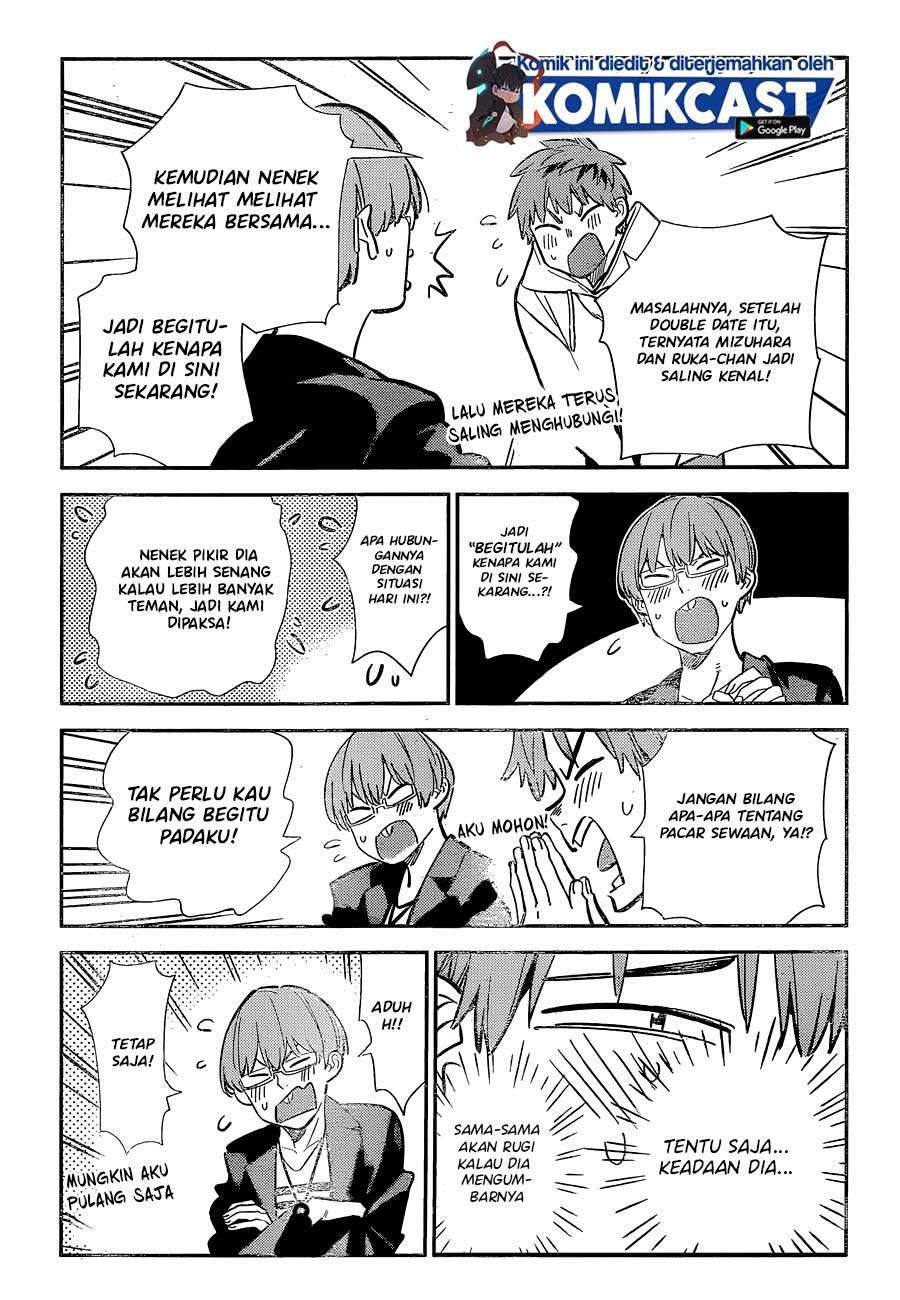 Komik ini diedit & diterjemahkan oleh
KOMIKCAST
GET IT ON
Google Play
MASALAHNYA, SETELAH
DOUBLE DATE ITU,
TERNYATA MIZUHARA
DAN RUKA-CHAN JADI
SALING KENAL!
LALU MEREKA TERUS
SALING MENGHUBUNGI!
KEMUDIAN NENEK
MELIHAT MELIHAT
MEREKA BERSAMA...
JADI BEGITU-
LAH KENAPA
KAMI DI SINI
SEKARANG!
JADI
"BEGITULAH"
KENAPA KAMI
DI SINI SE-
KARANG...?!
APA HUBUN-
GANNYA
DENGAN
SITUASI
HARI INI?!
NENEK PIKIR DIA
AKAN LEBIH SENANG
KALAU LEBIH BANYAK
TEMAN, JADI KAMI
DIPAKSA!
JANGAN BILANG
APA-APA TENTANG
PACAR SEWAAN, YA!?
AKU MOHON!
TAK PERLU KAU
BILANG BEGITU
PADAKU!
TENTU SAJA...
KEADAAN DIA...
SAMA-SAMA
AKAN RUGI
KALAU DIA
MENGUM-
BARNYA
ADUH
H!!
TETAP
SAJA!
MUNGKIN AKU
PULANG SAJA